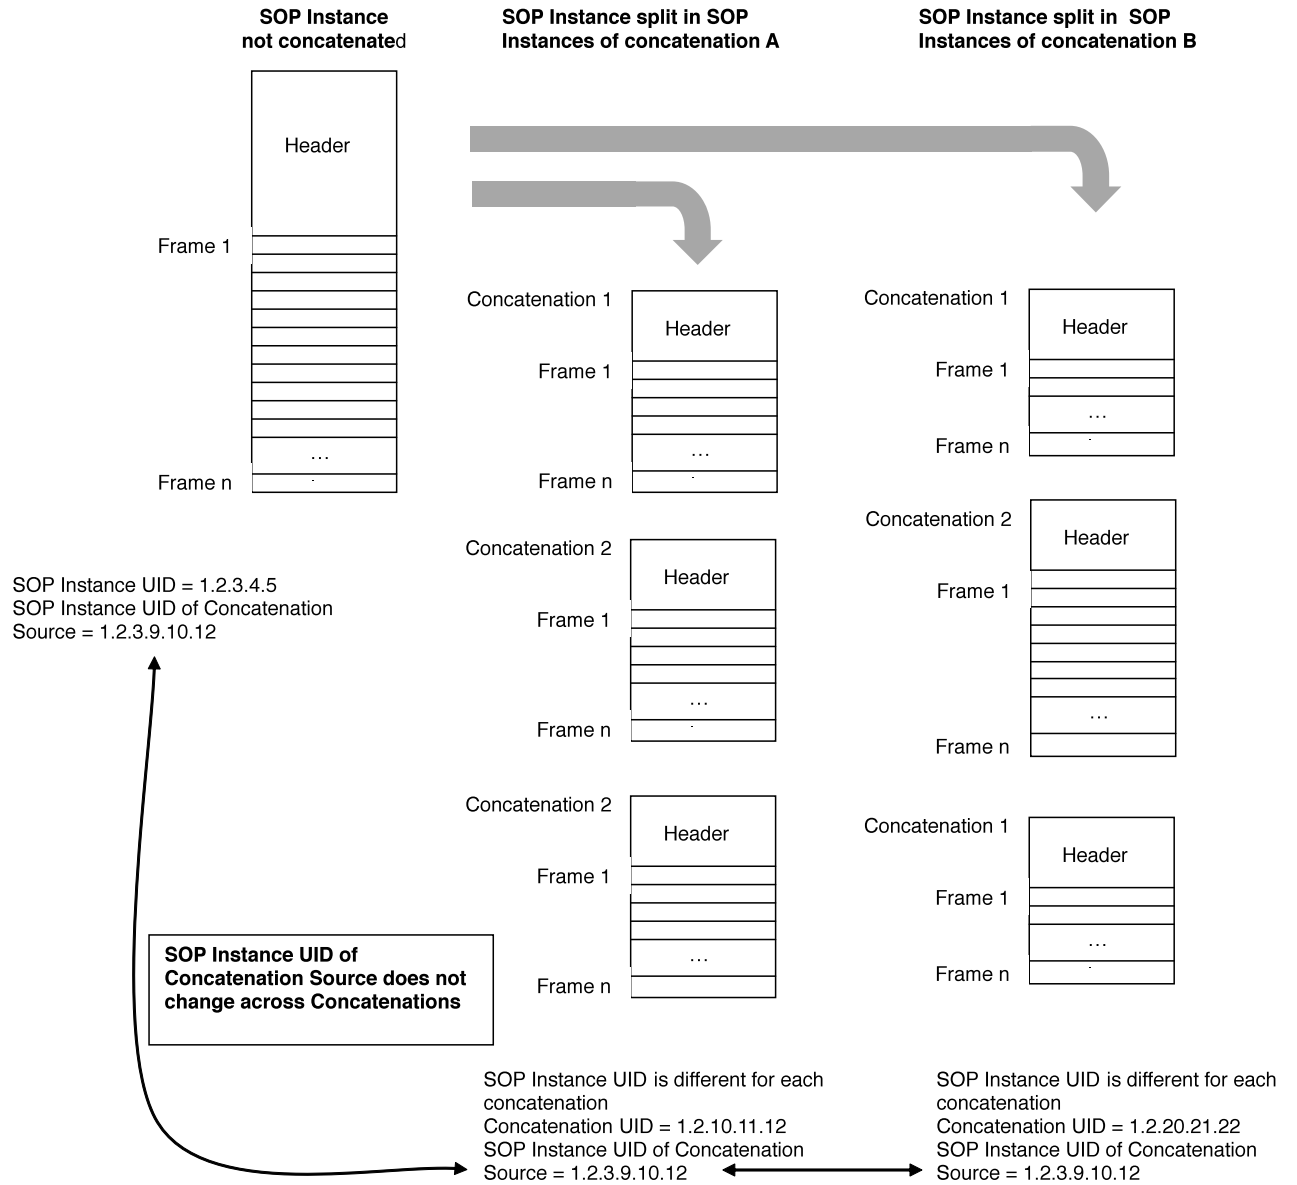 SOP Instance
not concatenated
SOP Instance split in SOP
Instances of concatenation A
SOP Instance split in  SOP
Instances of concatenation B
Header
Frame 1
...
Frame n
SOP Instance UID = 1.2.3.4.5
SOP Instance UID of Concatenation
Source = 1.2.3.9.10.12
SOP Instance UID of
Concatenation Source does not
change across Concatenations
Concatenation 1
Header
Frame 1
...
Frame n
Concatenation 2
Header
Frame 1
...
Frame n
Concatenation 2
Header
Frame 1
...
Frame n
SOP Instance UID is different for each
concatenation
Concatenation UID = 1.2.10.11.12
SOP Instance UID of Concatenation
Source = 1.2.3.9.10.12
Concatenation 1
Header
Frame 1
...
Frame n
Concatenation 2
Header
Frame 1
...
Frame n
Concatenation 1
Header
Frame 1
...
Frame n
SOP Instance UID is different for each
concatenation
Concatenation UID = 1.2.20.21.22
SOP Instance UID of Concatenation
Source = 1.2.3.9.10.12